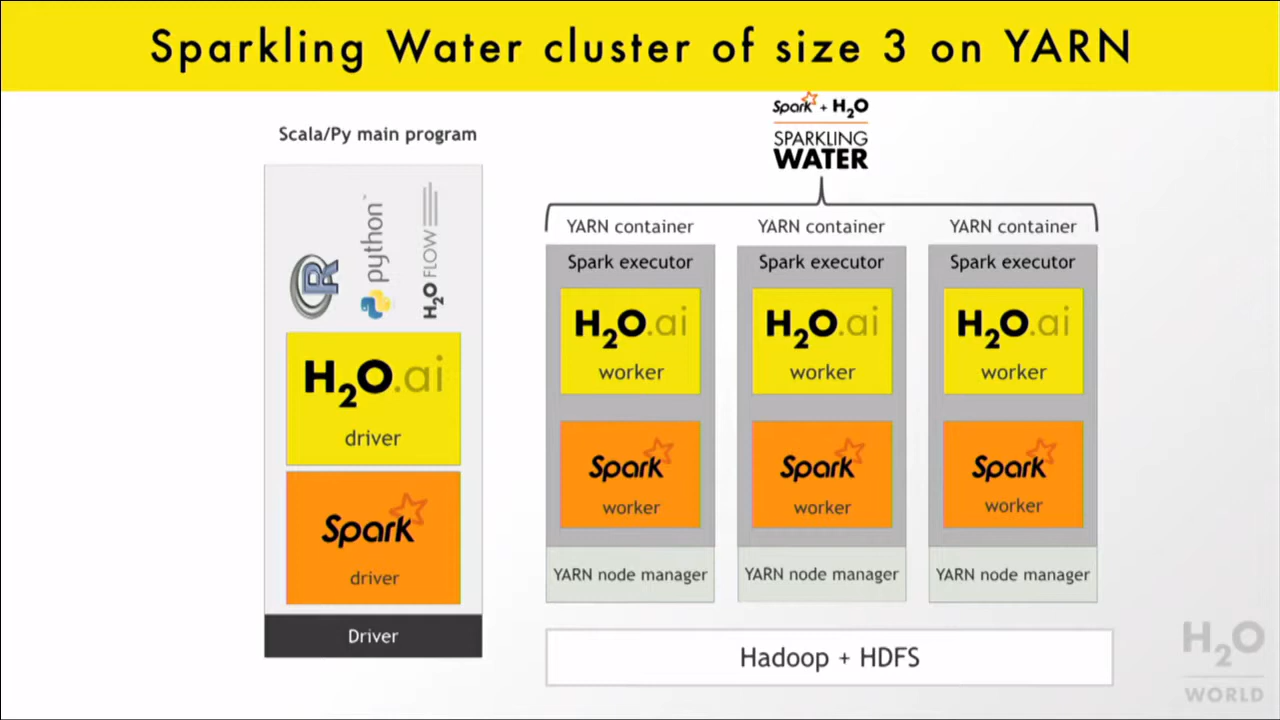 Sparkling Water cluster of size 3 on YARN
Spark + H2O
SPARKLING
WATER
Scala/Py main program
R
python™
H2O FLOW
H2O.ai
driver
Spark
driver
Driver
YARN container
YARN container
YARN container
Spark executor
Spark executor
Spark executor
H2O.ai
H2O.ai
H2O.ai
worker
worker
worker
Spark
Spark
Spark
worker
worker
worker
YARN node manager
YARN node manager
YARN node manager
Hadoop + HDFS
H2O
WORLD